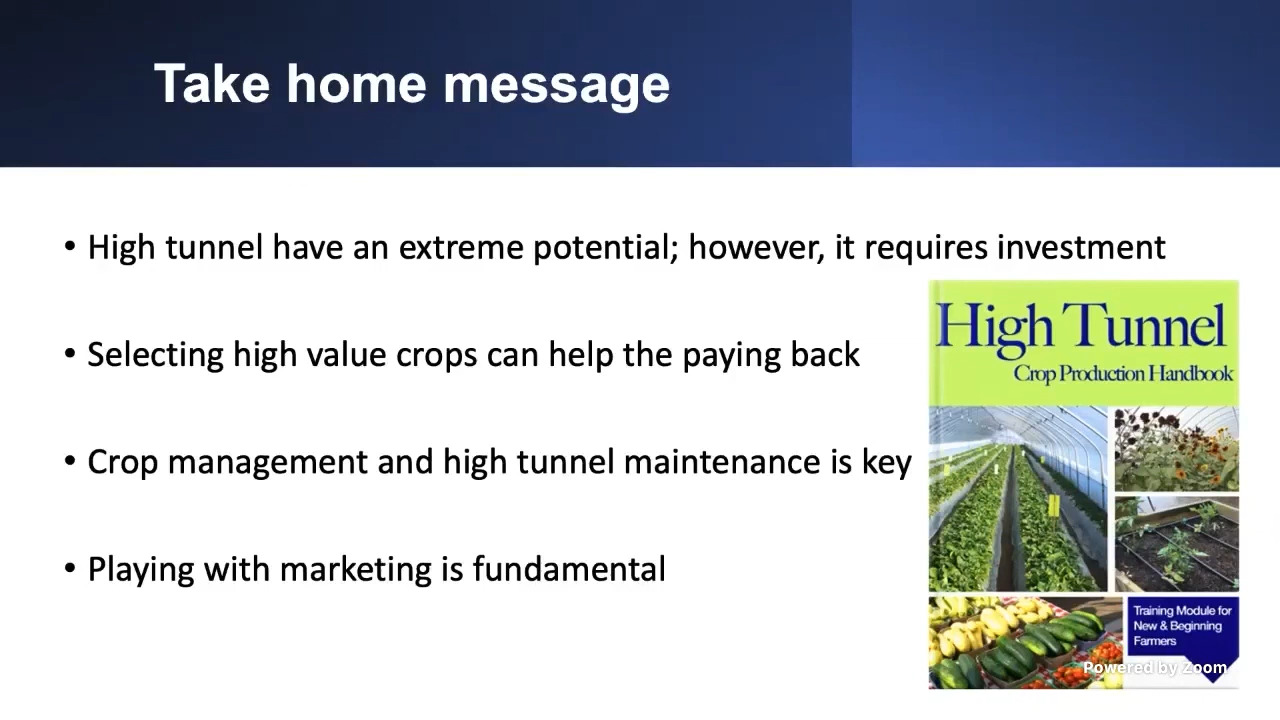 Take home message
• High tunnel have an extreme potential; however, it requires investment
• Selecting high value crops can help the paying back
• Crop management and high tunnel maintenance is key
• Playing with marketing is fundamental
High Tunnel
Crop Production Handbook
Training Module for
New & Beginning
Farmers
Powered by Zoom